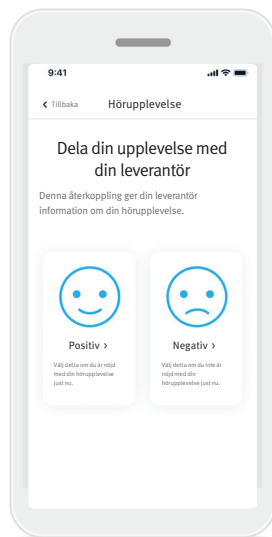 9:41
Tillbaka Hörupplevelse
Dela din upplevelse med
din leverantör
Denna återkoppling ger din leverantör
information om din hörupplevelse.
Positiv
Välj detta om du är nöjd
med din hörupplevelse
just nu.
Negativ
Välj detta om du inte är
nöjd med din
hörupplevelse just nu.